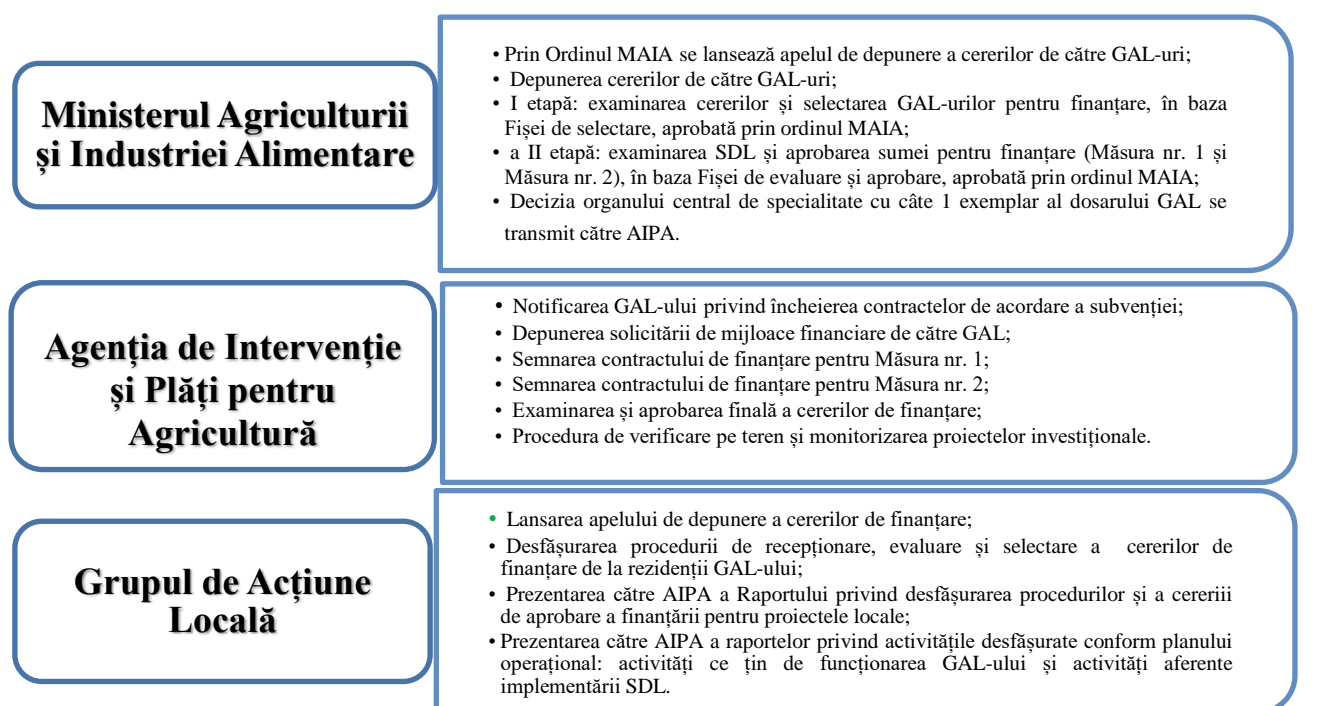 Ministerul Agriculturii
și Industriei Alimentare
• Prin Ordinul MAIA se lansează apelul de depunere a cererilor de către GAL-uri;
• Depunerea cererilor de către GAL-uri;
• I etapă: examinarea cererilor și selectarea GAL-urilor pentru finanțare, în baza
Fișei de selectare, aprobată prin ordinul MAIA;
• a II etapă: examinarea SDL și aprobarea sumei pentru finanțare (Măsura nr. 1 și
Măsura nr. 2), în baza Fișei de evaluare și aprobare, aprobată prin ordinul MAIA;
• Decizia organului central de specialitate cu câte 1 exemplar al dosarului GAL se
transmit către AIPA.
Agenția de Intervenție
și Plăți pentru
Agricultură
• Notificarea GAL-ului privind încheierea contractelor de acordare a subvenției;
• Depunerea solicitării de mijloace financiare de către GAL;
• Semnarea contractului de finanțare pentru Măsura nr. 1;
• Semnarea contractului de finanțare pentru Măsura nr. 2;
• Examinarea și aprobarea finală a cererilor de finanțare;
• Procedura de verificare pe teren și monitorizarea proiectelor investiționale.
Grupul de Acțiune
Locală
• Lansarea apelului de depunere a cererilor de finanțare;
• Desfășurarea procedurii de recepționare, evaluare și selectare a cererilor de
finanțare de la rezidenții GAL-ului;
• Prezentarea către AIPA a Raportului privind desfășurarea procedurilor și a cereriii
de aprobare a finanțării pentru proiectele locale;
• Prezentarea către AIPA a raportelor privind activitățile desfășurate conform planului
operațional: activități ce țin de funcționarea GAL-ului și activități aferente
implementării SDL.